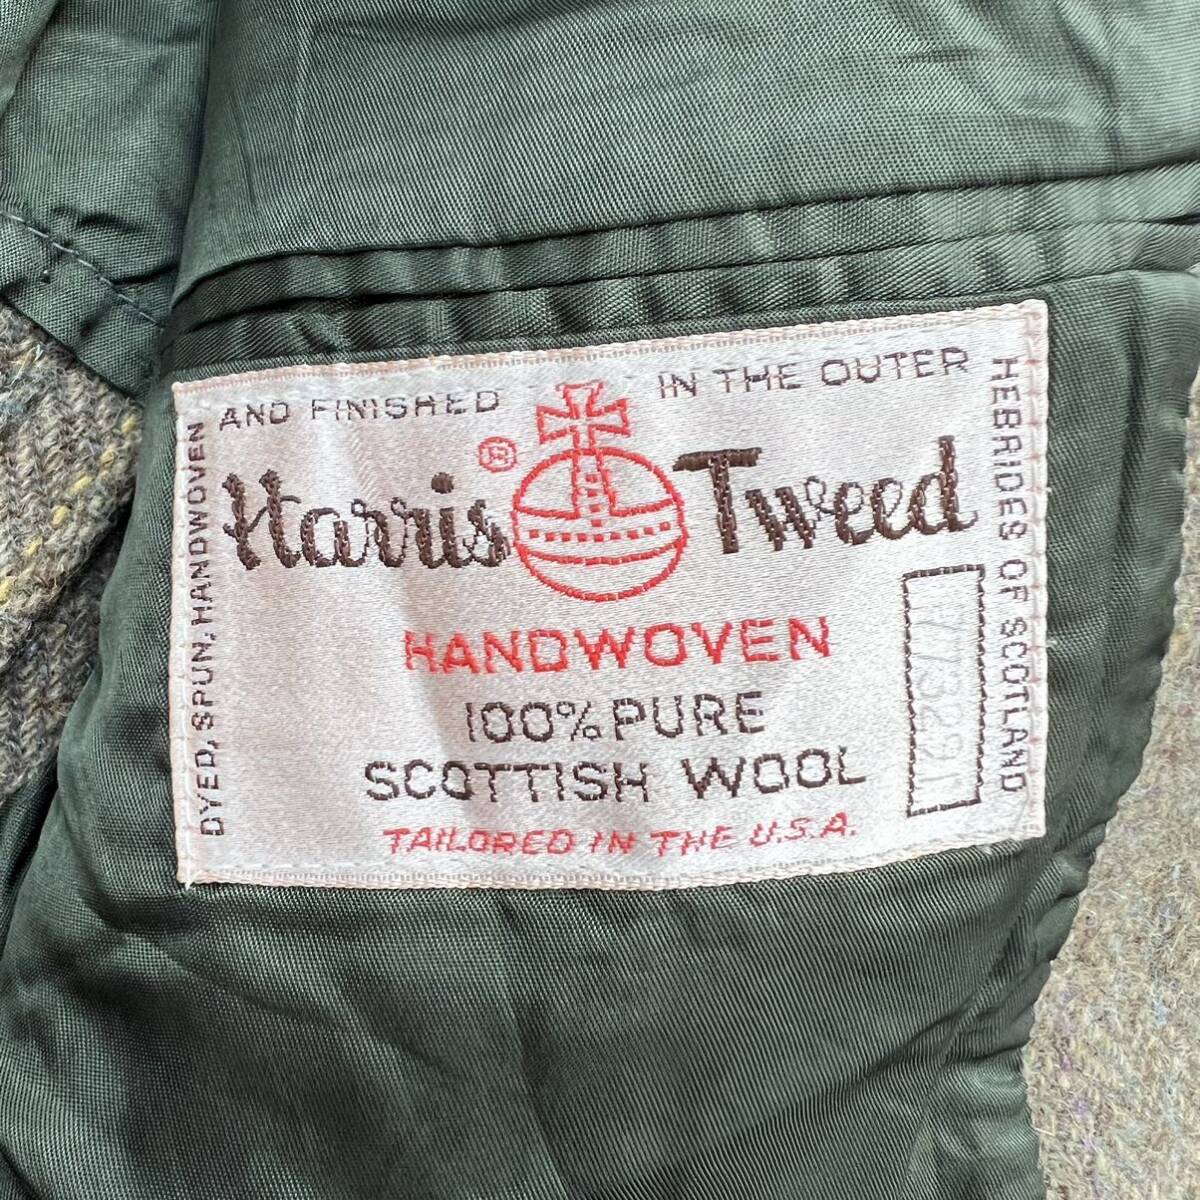 DYED, SPUN, HANDWOVEN
AND FINISHED IN THE OUTER
HEBRIDES OF SCOTLAND
Harris ® Tweed
HANDWOVEN
100% PURE
SCOTTISH WOOL
TAILORED IN THE U.S.A.